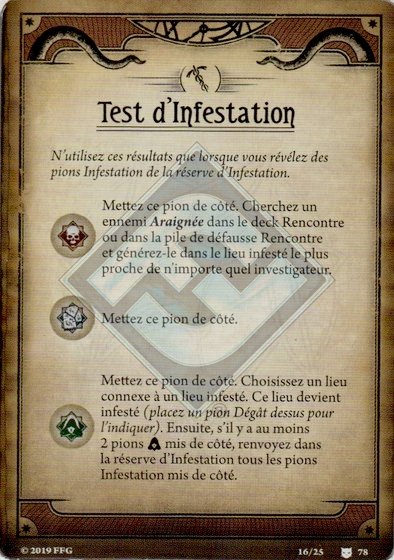 Test d'Infestation
N'utilisez ces résultats que lorsque vous révélez des
pions Infestation de la réserve d'Infestation.
Mettez ce pion de côté. Cherchez un
ennemi Araignée dans le deck Rencontre
ou dans la pile de défausse Rencontre
et générez-le dans le lieu infesté le plus
proche de n'importe quel investigateur.
Mettez ce pion de côté.
Mettez ce pion de côté. Choisissez un lieu
connexe à un lieu infesté. Ce lieu devient
infesté (placez un pion Dégât dessus pour
l'indiquer). Ensuite, s'il y a au moins
2 pions mis de côté, renvoyez dans
la réserve d'Infestation tous les pions
Infestation mis de côté.
© 2019 FFG 16/25 78